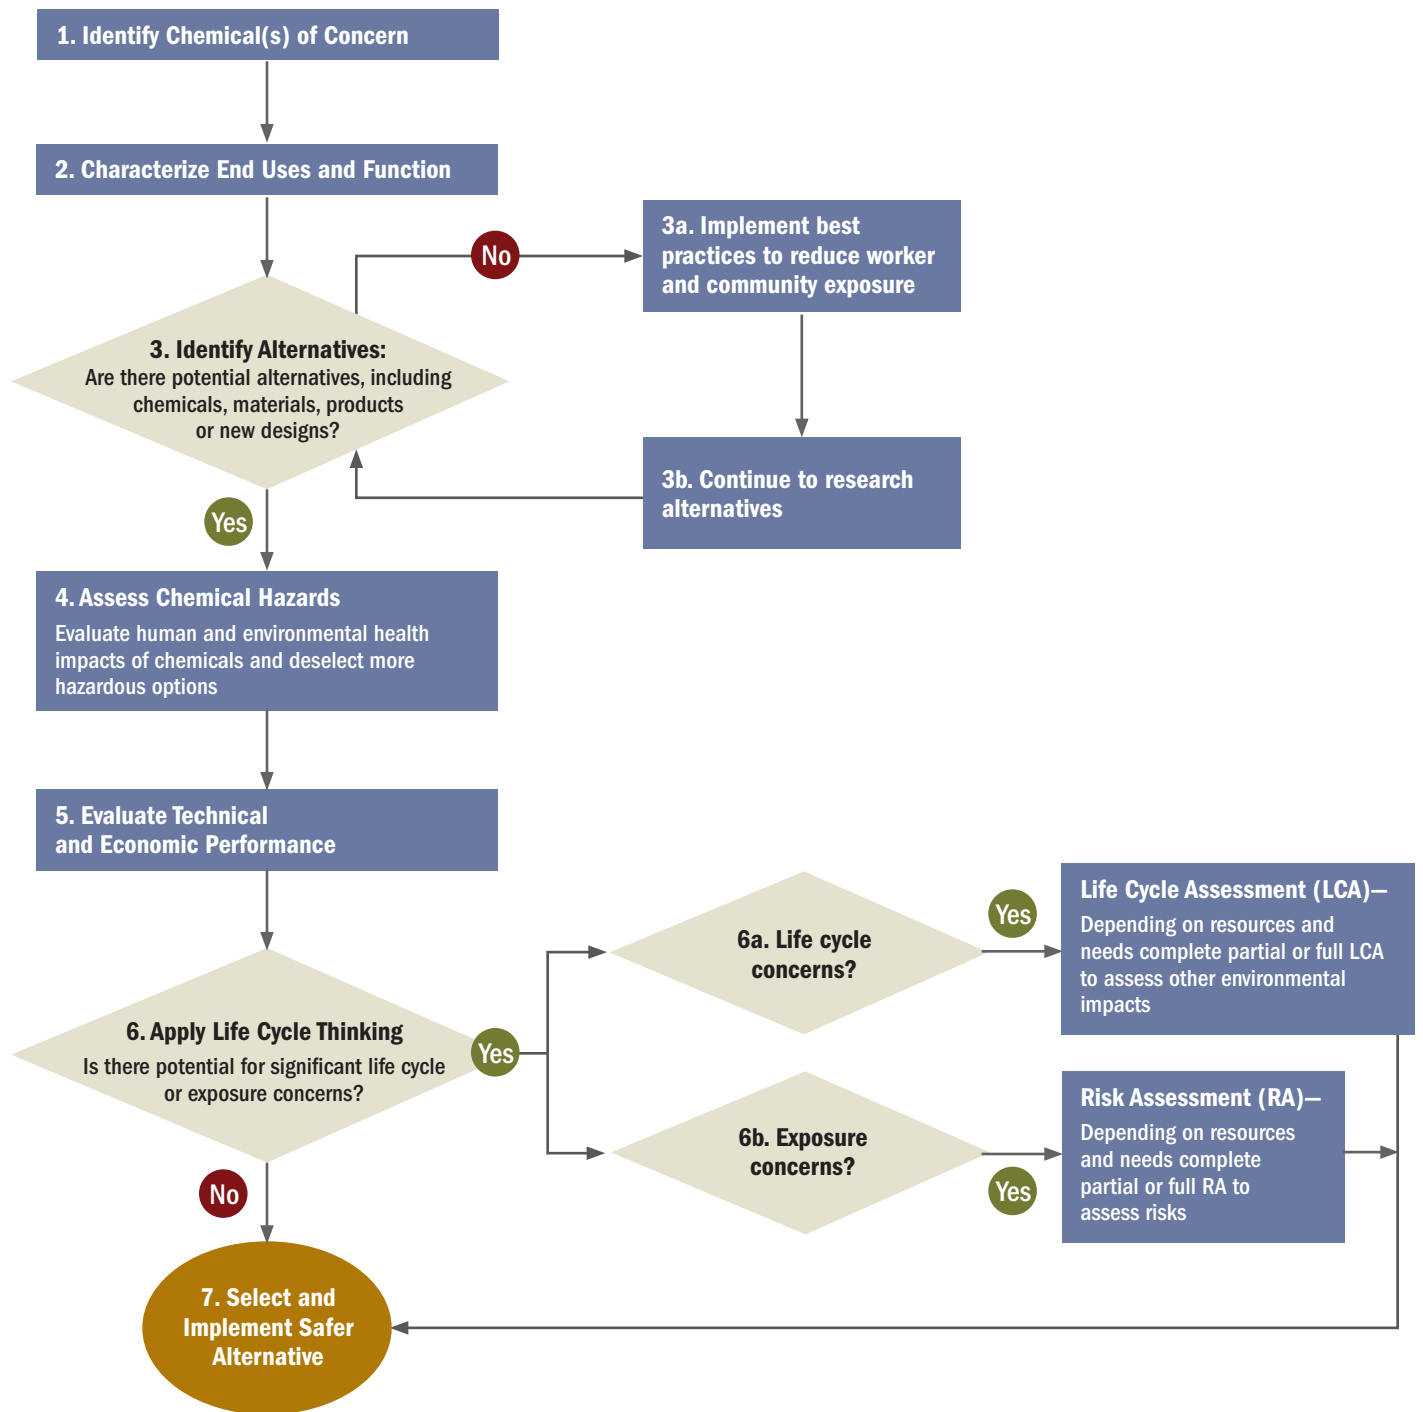 1. Identify Chemical(s) of Concern
2. Characterize End Uses and Function
No
3a. Implement best
practices to reduce worker
and community exposure
3. Identify Alternatives:
Are there potential alternatives, including
chemicals, materials, products
or new designs?
3b. Continue to research
alternatives
Yes
4. Assess Chemical Hazards
Evaluate human and environmental health
impacts of chemicals and deselect more
hazardous options
5. Evaluate Technical
and Economic Performance
6. Apply Life Cycle Thinking
Is there potential for significant life cycle
or exposure concerns?
Yes
6a. Life cycle
concerns?
Yes
Life Cycle Assessment (LCA)—
Depending on resources and
needs complete partial or full LCA
to assess other environmental
impacts
6b. Exposure
concerns?
Yes
Risk Assessment (RA)—
Depending on resources
and needs complete
partial or full RA to
assess risks
No
7. Select and
Implement Safer
Alternative